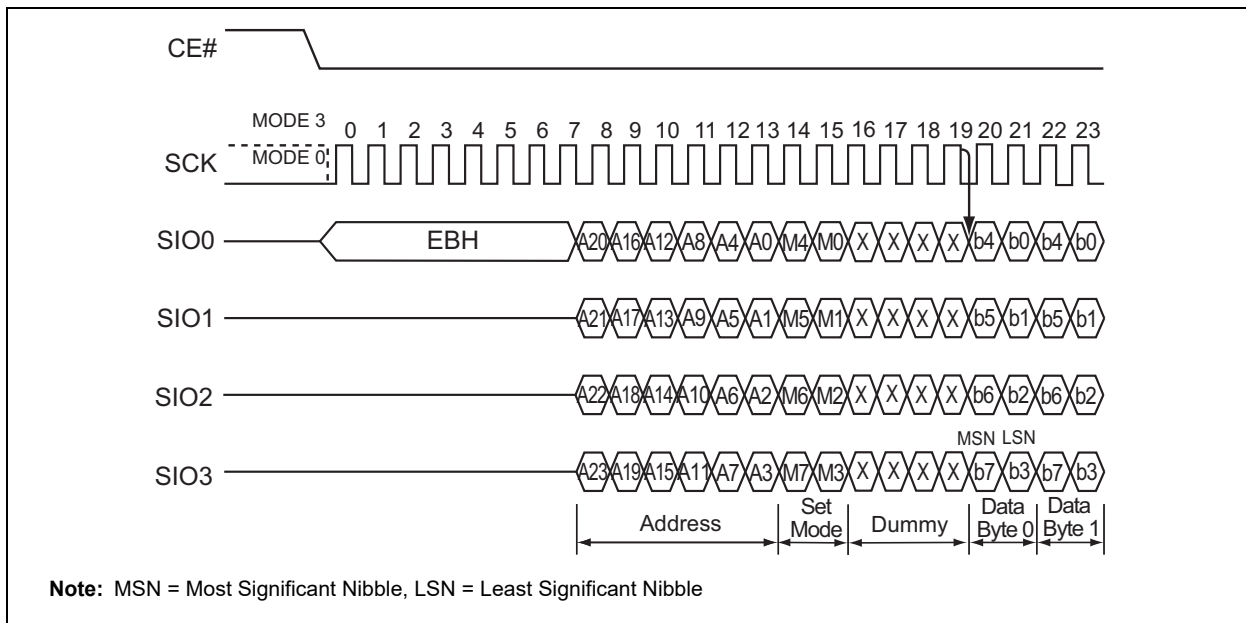 CE#
MODE 3
0 1 2 3 4 5 6 7 8 9 10 11 12 13 14 15 16 17 18 19 20 21 22 23
SCK
MODE 0
SIO0 EBH A20 A16 A12 A8 A4 A0 M4 M0 X X X X b4 b0 b4 b0
SIO1 A21 A17 A13 A9 A5 A1 M5 M1 X X X X b5 b1 b5 b1
SIO2 A22 A18 A14 A10 A6 A2 M6 M2 X X X X b6 b2 b6 b2
MSN LSN
SIO3 A23 A19 A15 A11 A7 A3 M7 M3 X X X X b7 b3 b7 b3
Address
Set
Mode
Dummy
Data
Byte 0
Data
Byte 1
Note: MSN = Most Significant Nibble, LSN = Least Significant Nibble